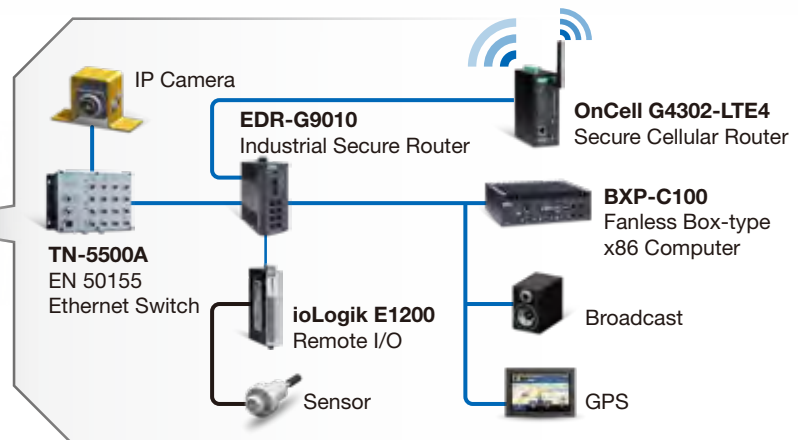 IP Camera
EDR-G9010
Industrial Secure Router
OnCell G4302-LTE4
Secure Cellular Router
TN-5500A
EN 50155
Ethernet Switch
BXP-C100
Fanless Box-type
x86 Computer
ioLogik E1200
Remote I/O
Broadcast
Sensor
GPS